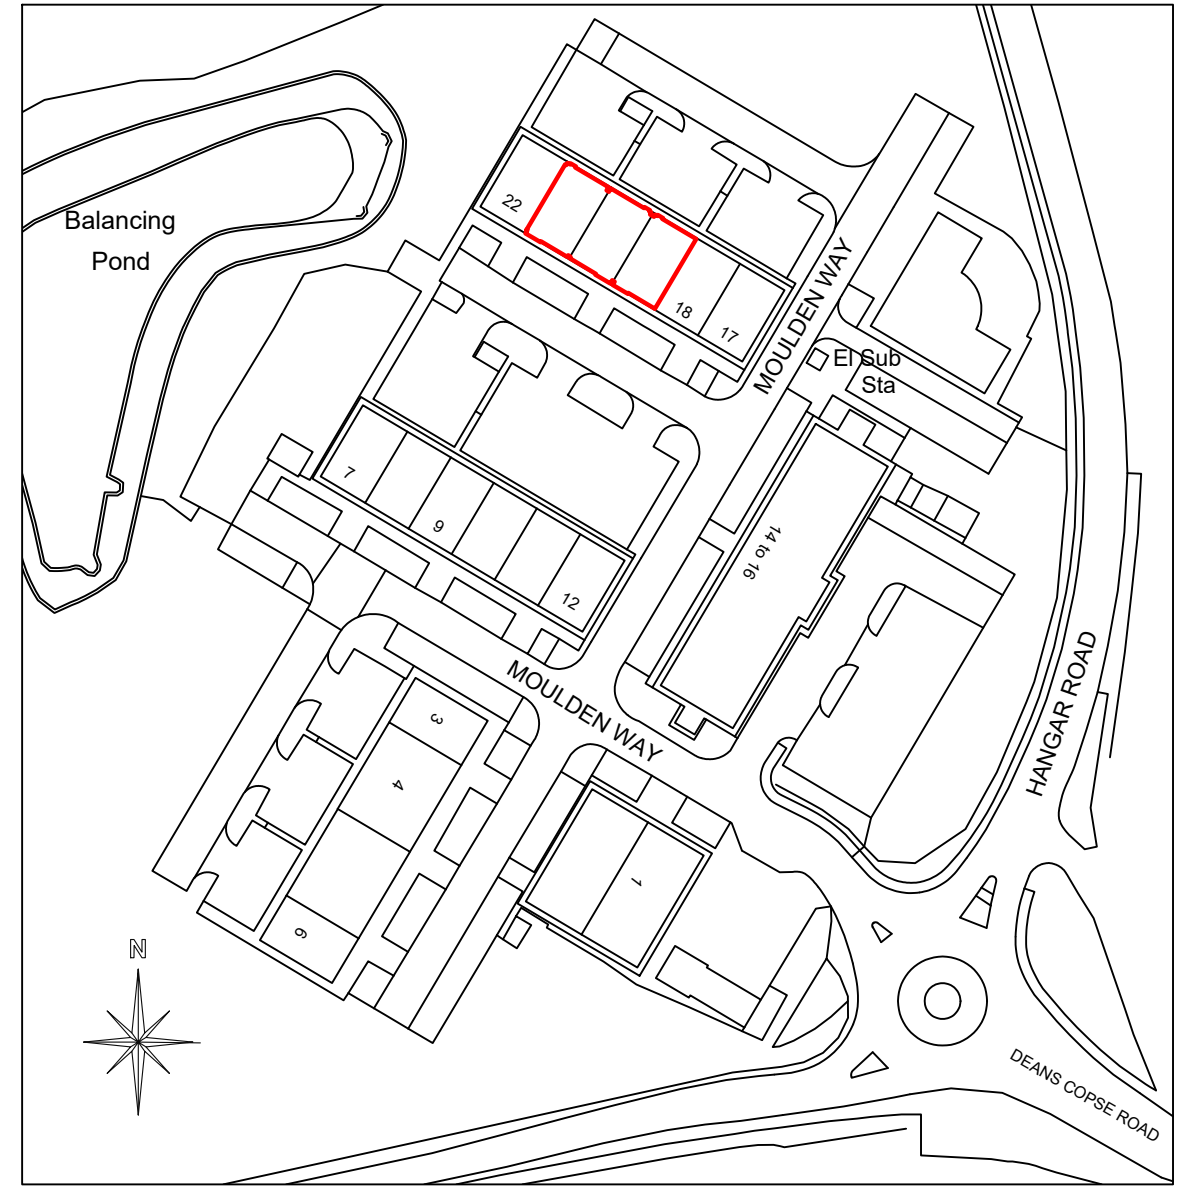 Balancing
Pond
22
18
17
MOULDEN WAY
El Sub
Sta
7
9
12
14 to 16
MOULDEN WAY
HANGAR ROAD
3
4
1
6
N
DEANS COPSE ROAD